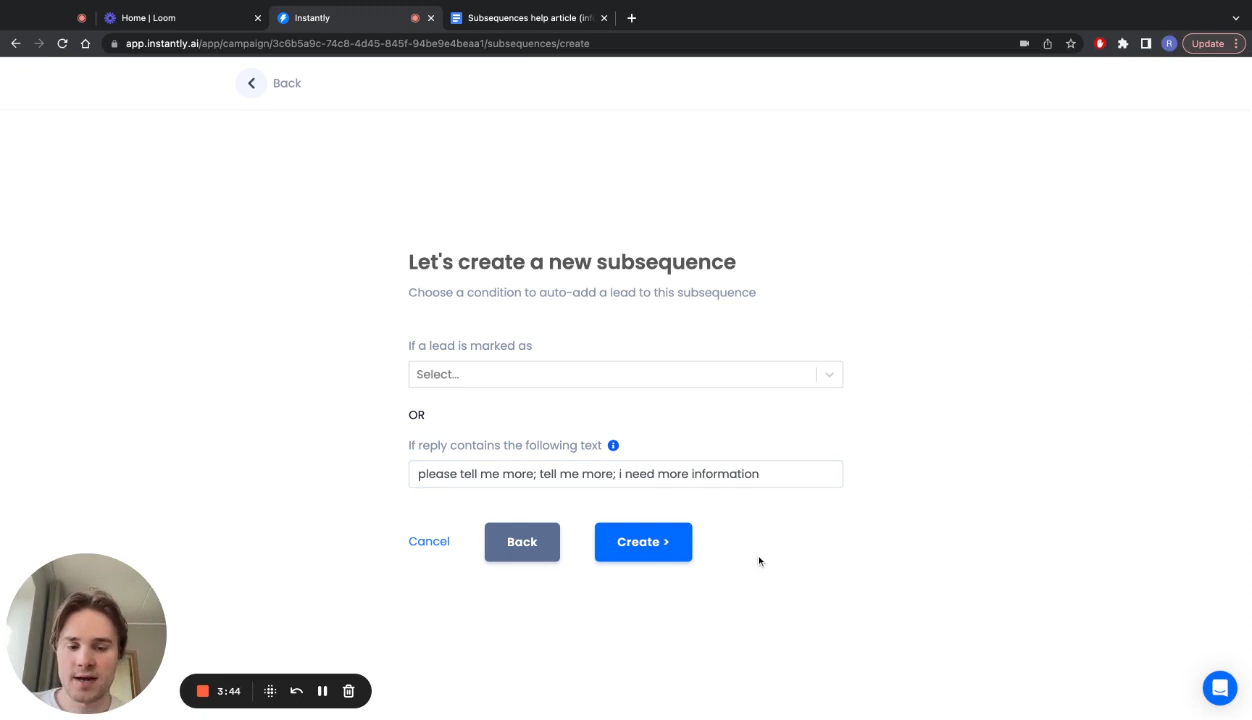 Home | Loom
Instantly
Subsequences help article (in
app.instantly.ai/app/campaign/3c6b5a9c-74c8-4d45-845f-94be9e4beaa1/subsequences/create
R
Update
Back
Let's create a new subsequence
Choose a condition to auto-add a lead to this subsequence
If a lead is marked as
Select...
OR
If reply contains the following text
please tell me more; tell me more; i need more information
Cancel
Back
Create >
3:44